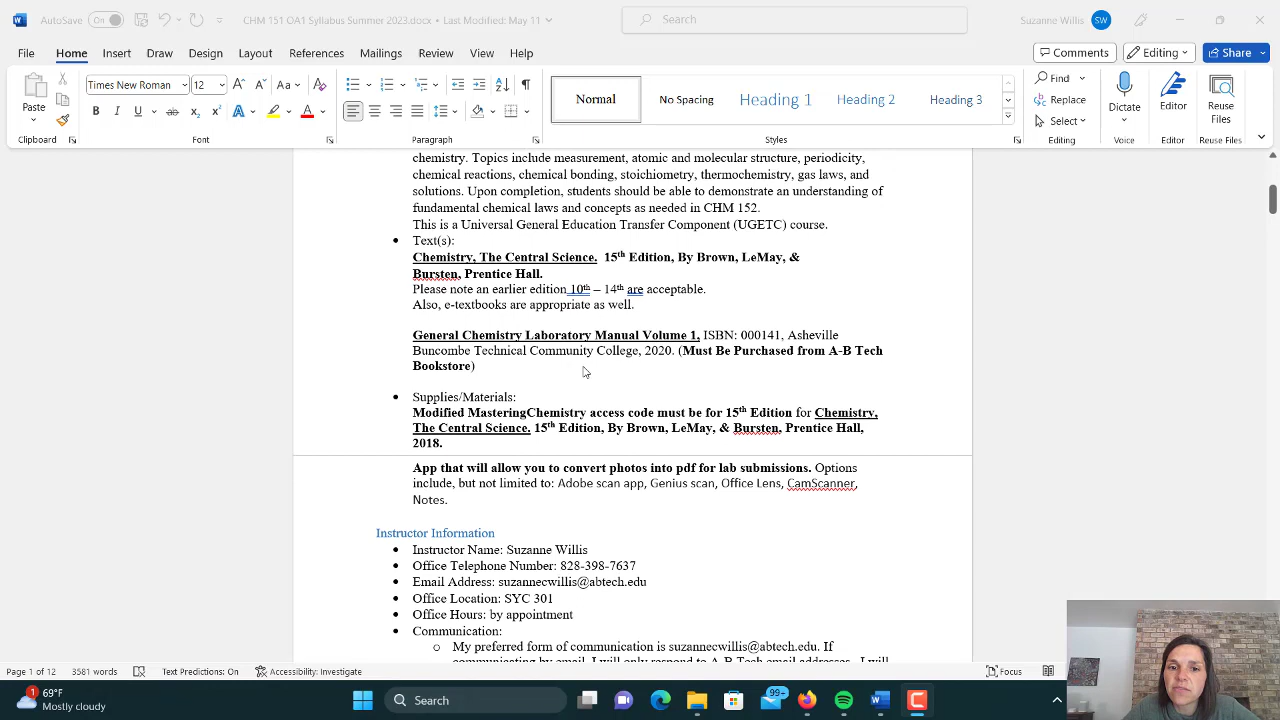 AutoSave Off CHM 151 OA1 Syllabus Summer 2023.docx • Last Modified: May 11 Search Suzanne Willis SW
File Home Insert Draw Design Layout References Mailings Review View Help Comments Editing Share
Paste Times New Roman 12 Aa Normal No Spacing Heading 1 Heading 2 Heading 3 Find Replace Select Dictate Editor Reuse Files
B I U ab x₂ x² A A
Clipboard Font Paragraph Styles Editing Voice Editor Reuse Files
chemistry. Topics include measurement, atomic and molecular structure, periodicity,
chemical reactions, chemical bonding, stoichiometry, thermochemistry, gas laws, and
solutions. Upon completion, students should be able to demonstrate an understanding of
fundamental chemical laws and concepts as needed in CHM 152.
This is a Universal General Education Transfer Component (UGETC) course.
• Text(s):
Chemistry, The Central Science. 15th Edition, By Brown, LeMay, &
Bursten, Prentice Hall.
Please note an earlier edition 10th – 14th are acceptable.
Also, e-textbooks are appropriate as well.
General Chemistry Laboratory Manual Volume 1, ISBN: 000141, Asheville
Buncombe Technical Community College, 2020. (Must Be Purchased from A-B Tech
Bookstore)
• Supplies/Materials:
Modified MasteringChemistry access code must be for 15th Edition for Chemistry,
The Central Science. 15th Edition, By Brown, LeMay, & Bursten, Prentice Hall,
2018.
App that will allow you to convert photos into pdf for lab submissions. Options
include, but not limited to: Adobe scan app, Genius scan, Office Lens, CamScanner,
Notes.
Instructor Information
• Instructor Name: Suzanne Willis
• Office Telephone Number: 828-398-7637
• Email Address: suzannecwillis@abtech.edu
• Office Location: SYC 301
• Office Hours: by appointment
• Communication:
o My preferred form of communication is suzannewillis@abtech.edu. If
Page 1 of 12 3581 words Text Predictions: On Accessibility: Investigate Focus
1 69°F
Mostly cloudy
Search 99+